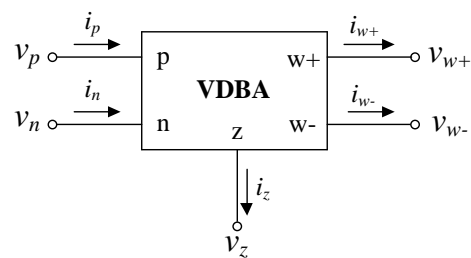 i_p
i_w+
v_p
p
w+
v_w+
VDBA
i_n
i_w-
v_n
n
z
w-
v_w-
i_z
v_z